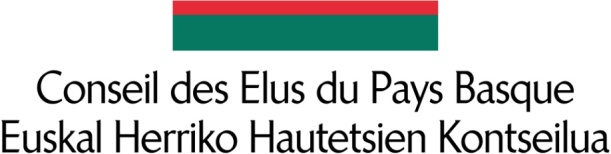 Conseil des Elus du Pays Basque
Euskal Herriko Hautetsien Kontseilua